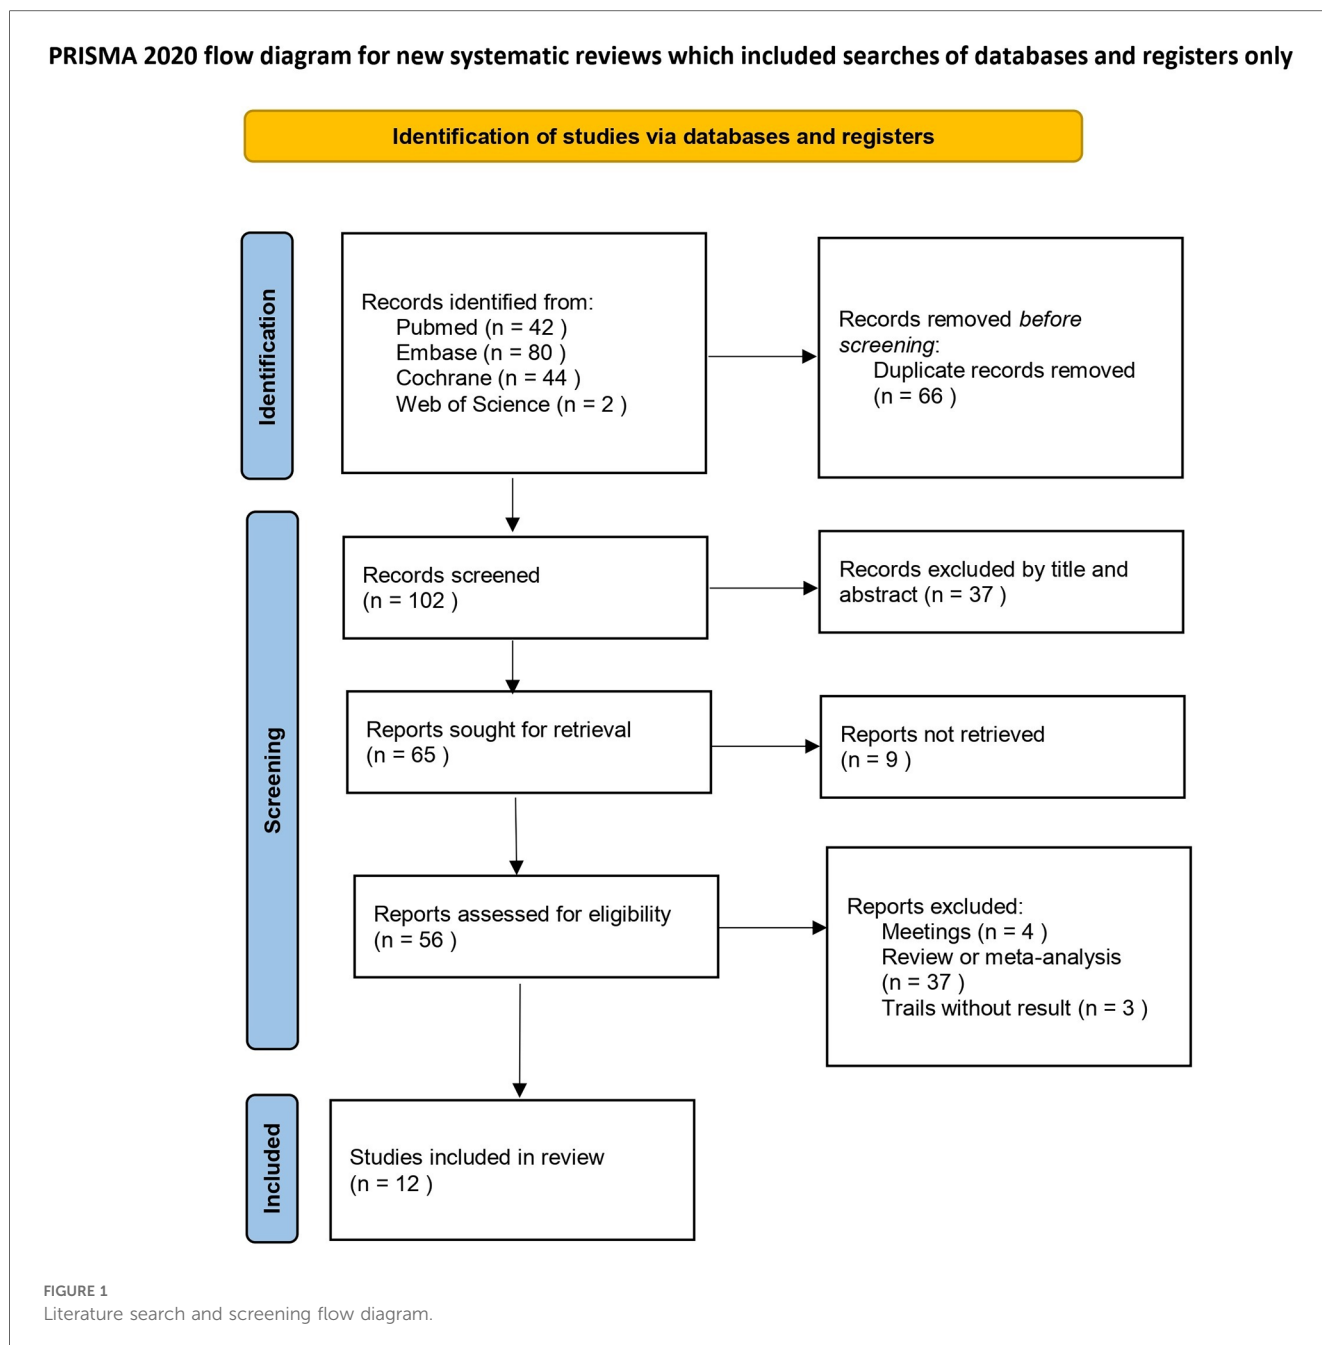 PRISMA 2020 flow diagram for new systematic reviews which included searches of databases and registers only
Identification of studies via databases and registers
Identification
Records identified from:
Pubmed (n = 42 )
Embase (n = 80 )
Cochrane (n = 44 )
Web of Science (n = 2 )
Records removed before
screening:
Duplicate records removed
(n = 66 )
Screening
Records screened
(n = 102 )
Records excluded by title and
abstract (n = 37 )
Reports sought for retrieval
(n = 65 )
Reports not retrieved
(n = 9 )
Reports assessed for eligibility
(n = 56 )
Reports excluded:
Meetings (n = 4 )
Review or meta-analysis
(n = 37 )
Trails without result (n = 3 )
Included
Studies included in review
(n = 12 )
FIGURE 1
Literature search and screening flow diagram.